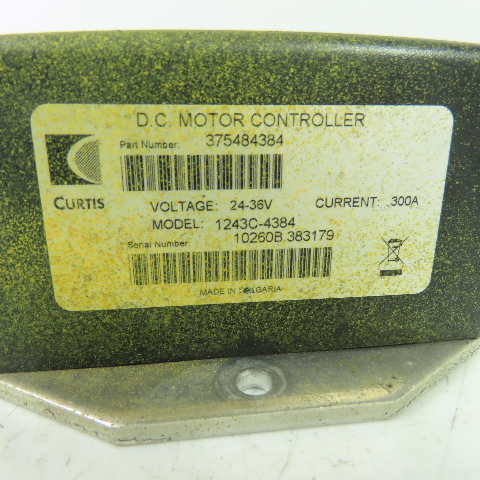 D.C. MOTOR CONTROLLER
Part Number: 375484384
CURTIS
VOLTAGE: 24-36V CURRENT: 300A
MODEL: 1243C-4384
Serial Number: 10260B.383179
MADE IN BULGARIA